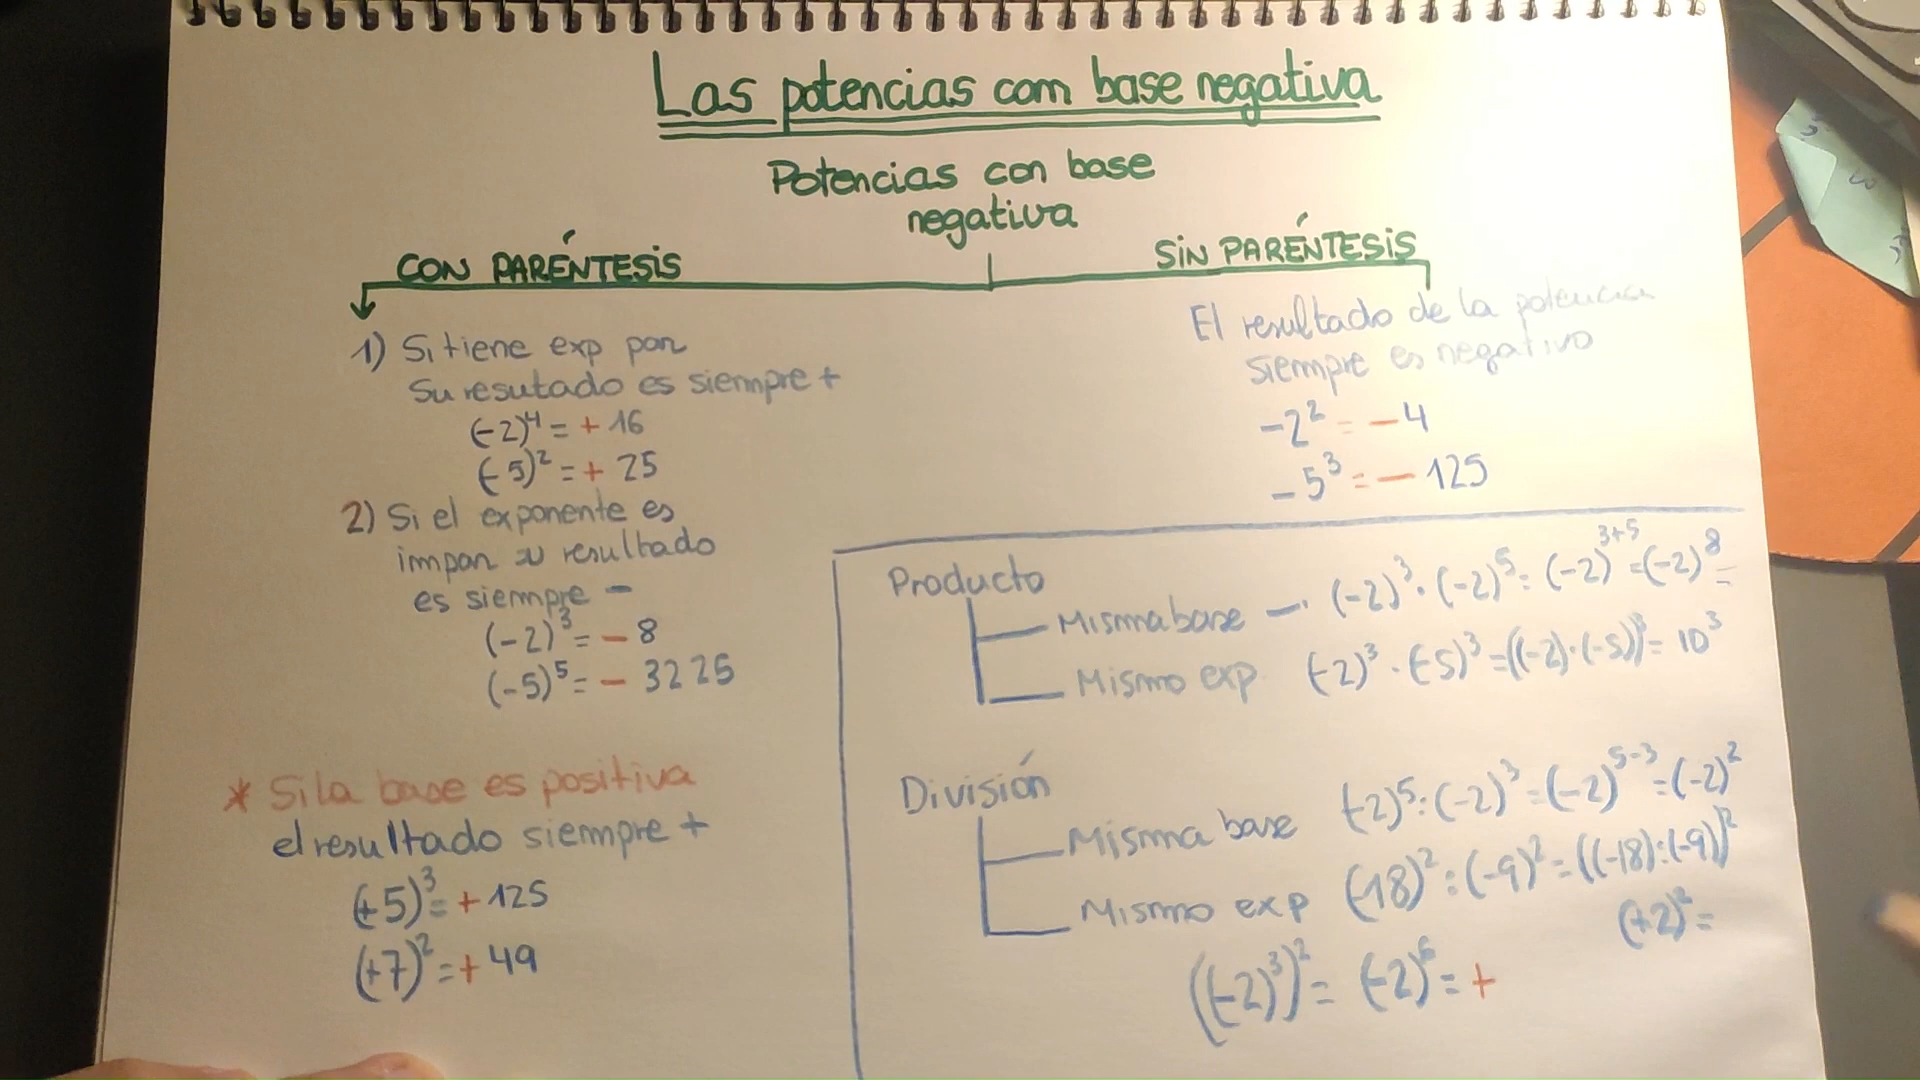 Las potencias con base negativa
Potencias con base
negativa
CON PARÉNTESIS
1) Si tiene exp par
Su resutado es siempre +
(-2)⁴ = + 16
(-5)² = + 25
2) Si el exponente es
impar su resultado
es siempre -
(-2)³ = - 8
(-5)⁵ = - 3225
* Si la base es positiva
el resultado siempre +
(+5)³ = + 125
(+7)² = + 49
SIN PARÉNTESIS
El resultado de la potencia
siempre es negativo
-2² = -4
-5³ = - 125
Producto
Misma base — · (-2)³ · (-2)⁵ = (-2)³⁺⁵ = (-2)⁸ =
Mismo exp (-2)³ · (-5)³ = ((-2)·(-5))³ = 10³
División
Misma base (-2)⁵ : (-2)³ = (-2)⁵⁻³ = (-2)²
Mismo exp (-18)² : (-9)² = ((-18):(-9))²
(+2)² =
((-2)³)² = (-2)⁶ = +